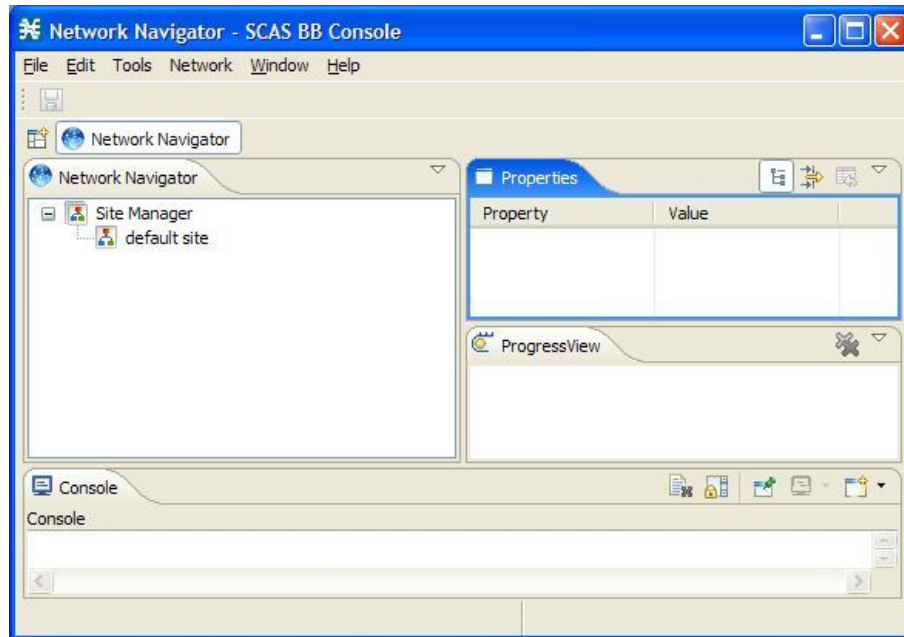 Network Navigator - SCAS BB Console
File Edit Tools Network Window Help
Network Navigator
Network Navigator
Site Manager
default site
Properties
Property Value
ProgressView
Console
Console